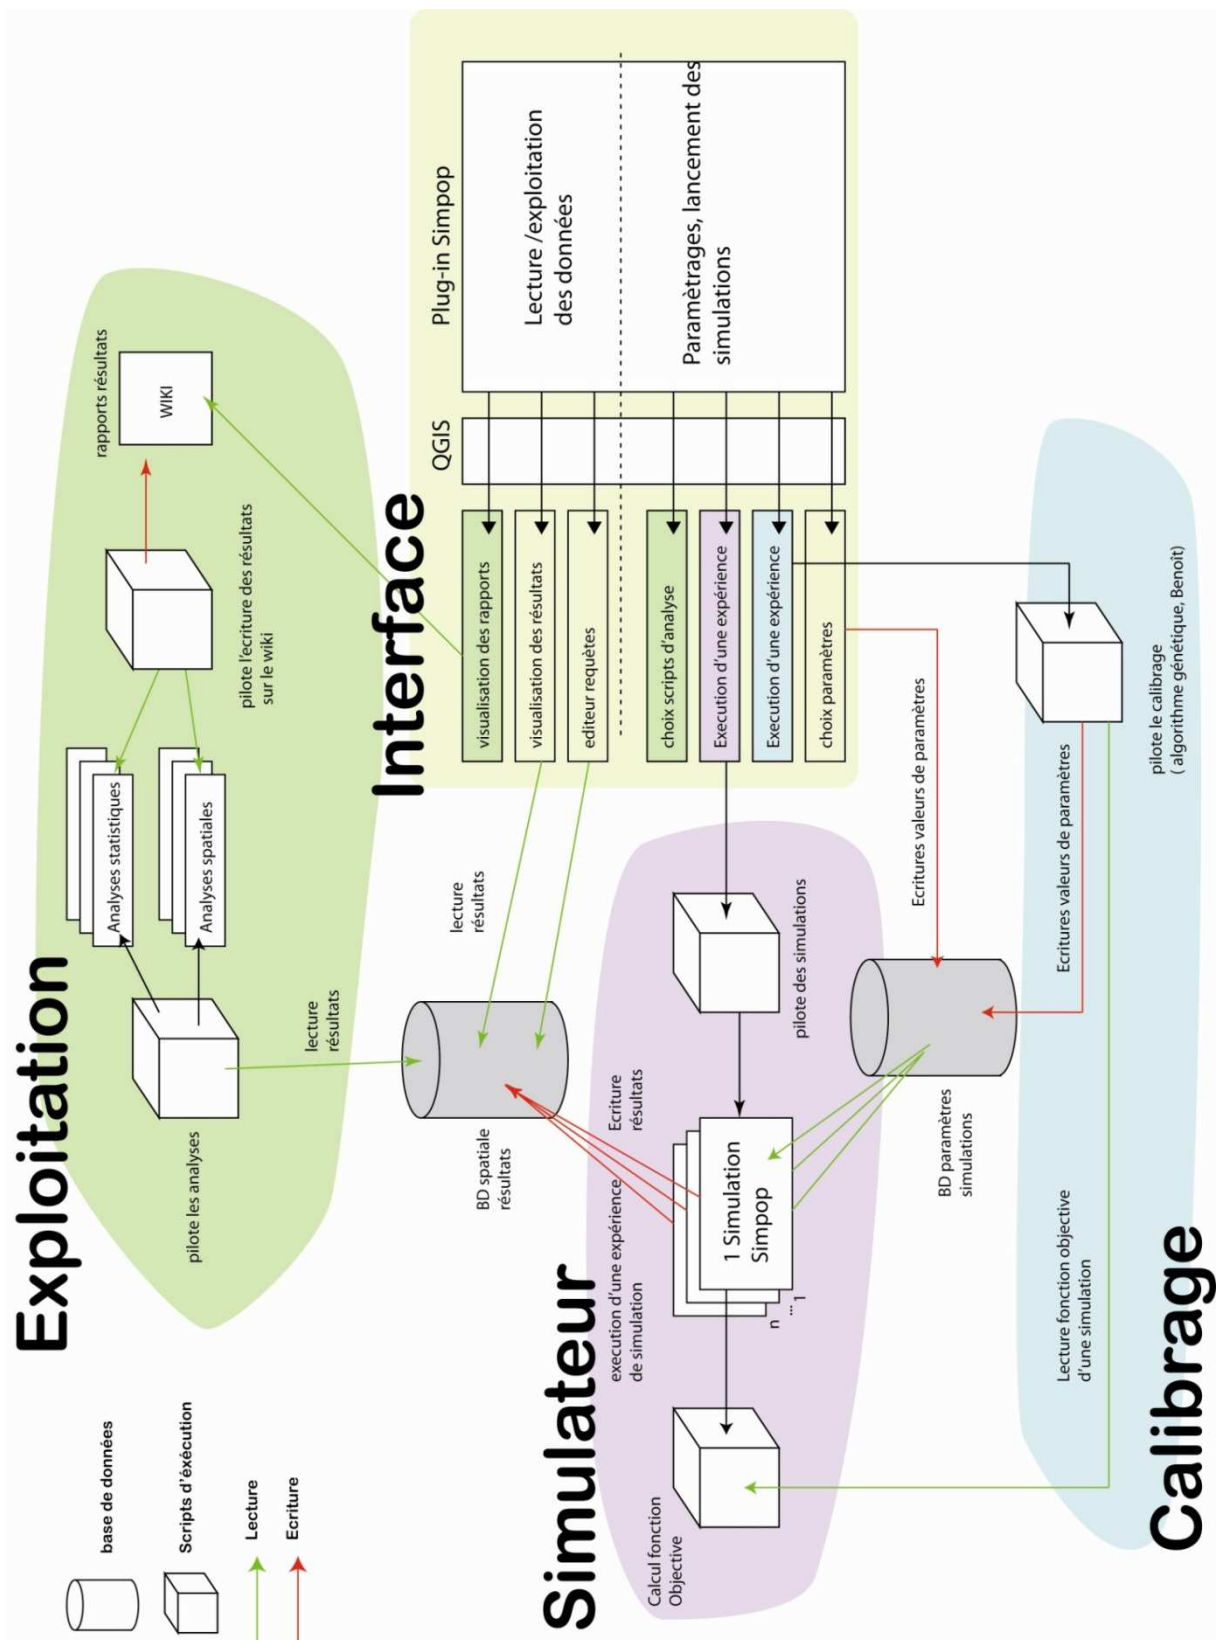 Exploitation
pilote les analyses
lecture
résultats
Analyses statistiques
Analyses spatiales
pilote l'ecriture des résultats
sur le wiki
rapports résultats
WIKI
Interface
Plug-in Simpop
QGIS
Lecture /exploitation
des données
Paramètrages, lancement des
simulations
visualisation des rapports
visualisation des résultats
editeur requêtes
choix scripts d'analyse
Execution d'une expérience
Execution d'une expérience
choix paramètres
lecture
résultats
BD spatiale
résultats
Ecriture
résultats
Simulateur
execution d'une expérience
de simulation
pilote des simulations
1 Simulation
Simpop
n
...
1
Calcul fonction
Objective
BD paramètres
simulations
Ecritures valeurs de paramètres
Ecritures valeurs de paramètres
Calibrage
Lecture fonction objective
d'une simulation
pilote le calibrage
( algorithme génétique, Benoît)
base de données
Scripts d'éxécution
Lecture
Ecriture